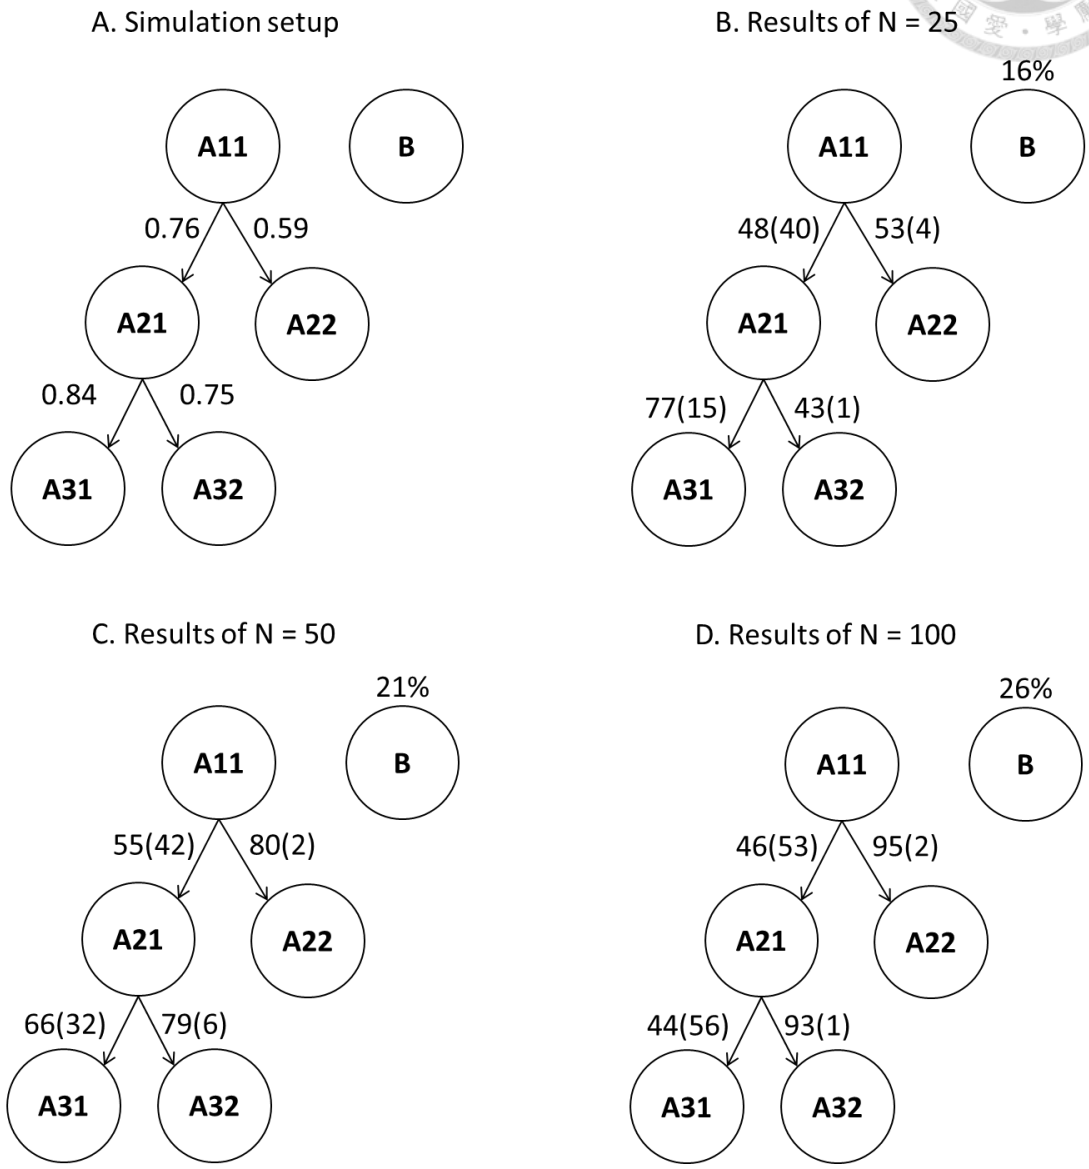 A. Simulation setup
A11
B
0.76
0.59
A21
A22
0.84
0.75
A31
A32
B. Results of N = 25
16%
A11
B
48(40)
53(4)
A21
A22
77(15)
43(1)
A31
A32
C. Results of N = 50
21%
A11
B
55(42)
80(2)
A21
A22
66(32)
79(6)
A31
A32
D. Results of N = 100
26%
A11
B
46(53)
95(2)
A21
A22
44(56)
93(1)
A31
A32
國愛・學